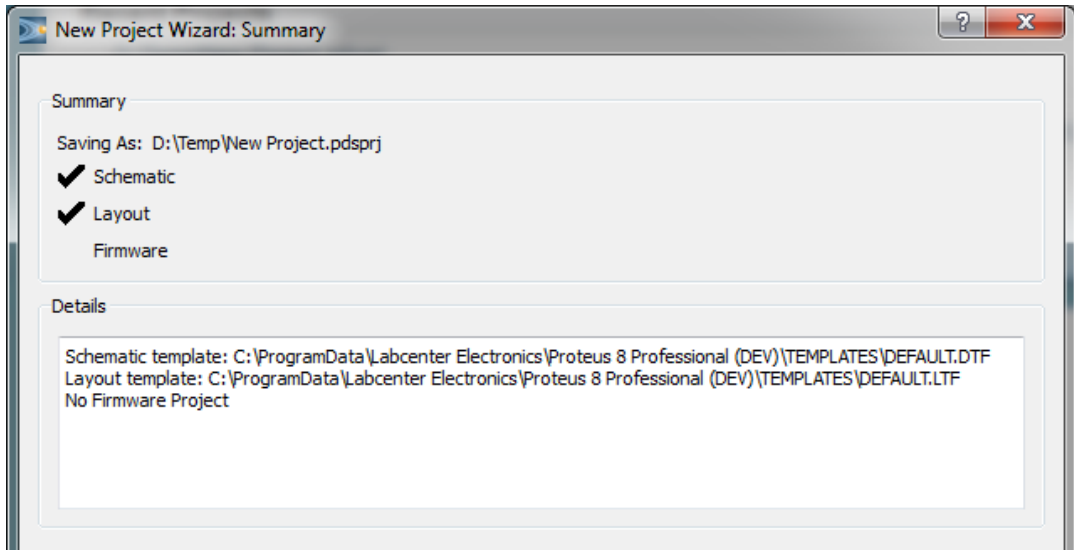 New Project Wizard: Summary
Summary
Saving As: D:\Temp\New Project.pdsprj
Schematic
Layout
Firmware
Details
Schematic template: C:\ProgramData\Labcenter Electronics\Proteus 8 Professional (DEV)\TEMPLATES\DEFAULT.DTF
Layout template: C:\ProgramData\Labcenter Electronics\Proteus 8 Professional (DEV)\TEMPLATES\DEFAULT.LTF
No Firmware Project